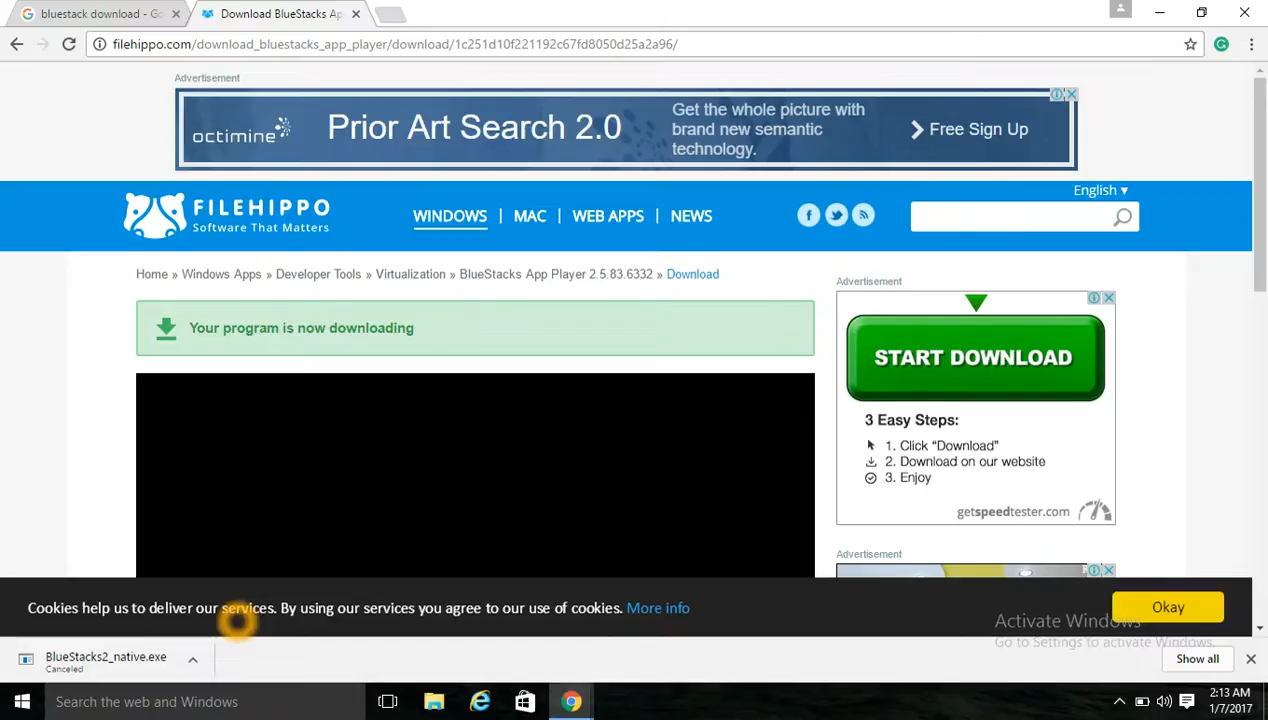 bluestack download - Go
Download BlueStacks Ap
filehippo.com/download_bluestacks_app_player/download/1c251d10f221192c67fd8050d25a2a96/
Advertisement
octimine
Prior Art Search 2.0
Get the whole picture with
brand new semantic
technology.
Free Sign Up
English ▾
FILEHIPPO
Software That Matters
WINDOWS | MAC | WEB APPS | NEWS
Home » Windows Apps » Developer Tools » Virtualization » BlueStacks App Player 2.5.83.6332 » Download
Your program is now downloading
Advertisement
START DOWNLOAD
3 Easy Steps:
1. Click “Download”
2. Download on our website
3. Enjoy
getspeedtester.com
Advertisement
Cookies help us to deliver our services. By using our services you agree to our use of cookies. More info
Okay
Activate Windows
Go to Settings to activate Windows.
BlueStacks2_native.exe
Canceled
Show all
Search the web and Windows
2:13 AM
1/7/2017